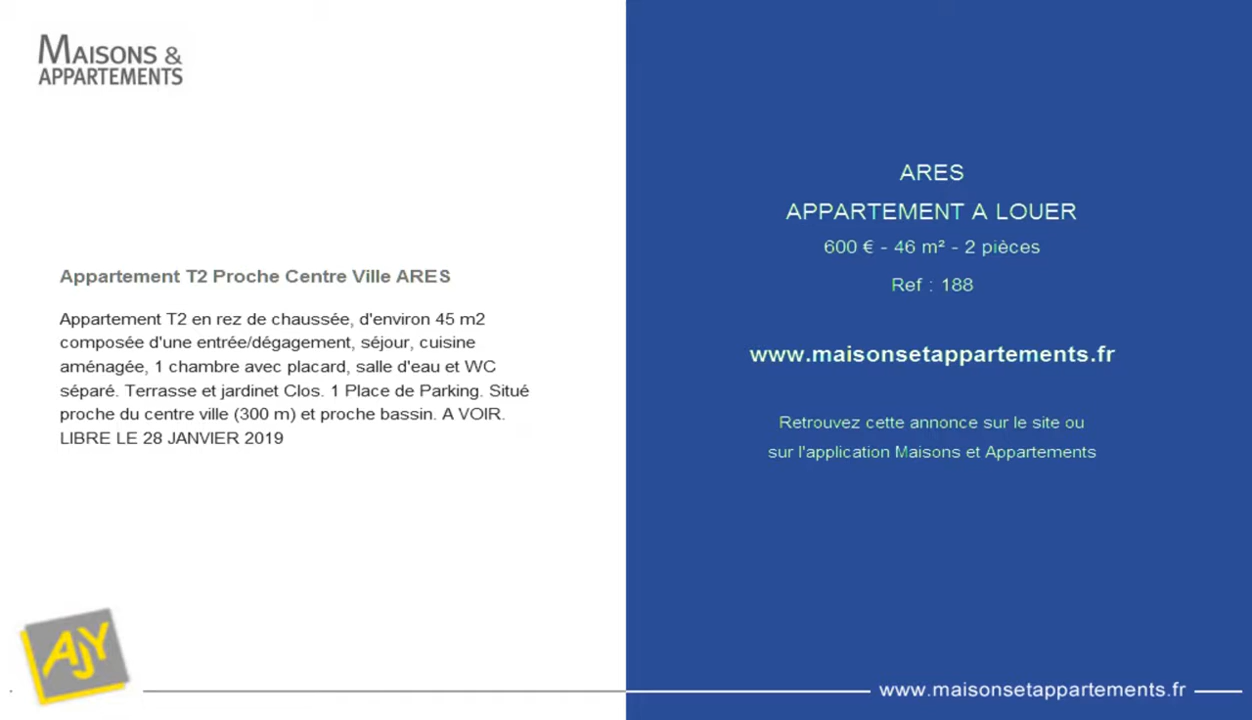 MAISONS &
APPARTEMENTS
Appartement T2 Proche Centre Ville ARES
Appartement T2 en rez de chaussée, d'environ 45 m2
composée d'une entrée/dégagement, séjour, cuisine
aménagée, 1 chambre avec placard, salle d'eau et WC
séparé. Terrasse et jardinet Clos. 1 Place de Parking. Situé
proche du centre ville (300 m) et proche bassin. A VOIR.
LIBRE LE 28 JANVIER 2019
AJY
ARES
APPARTEMENT A LOUER
600 € - 46 m² - 2 pièces
Ref : 188
www.maisonsetappartements.fr
Retrouvez cette annonce sur le site ou
sur l'application Maisons et Appartements
www.maisonsetappartements.fr